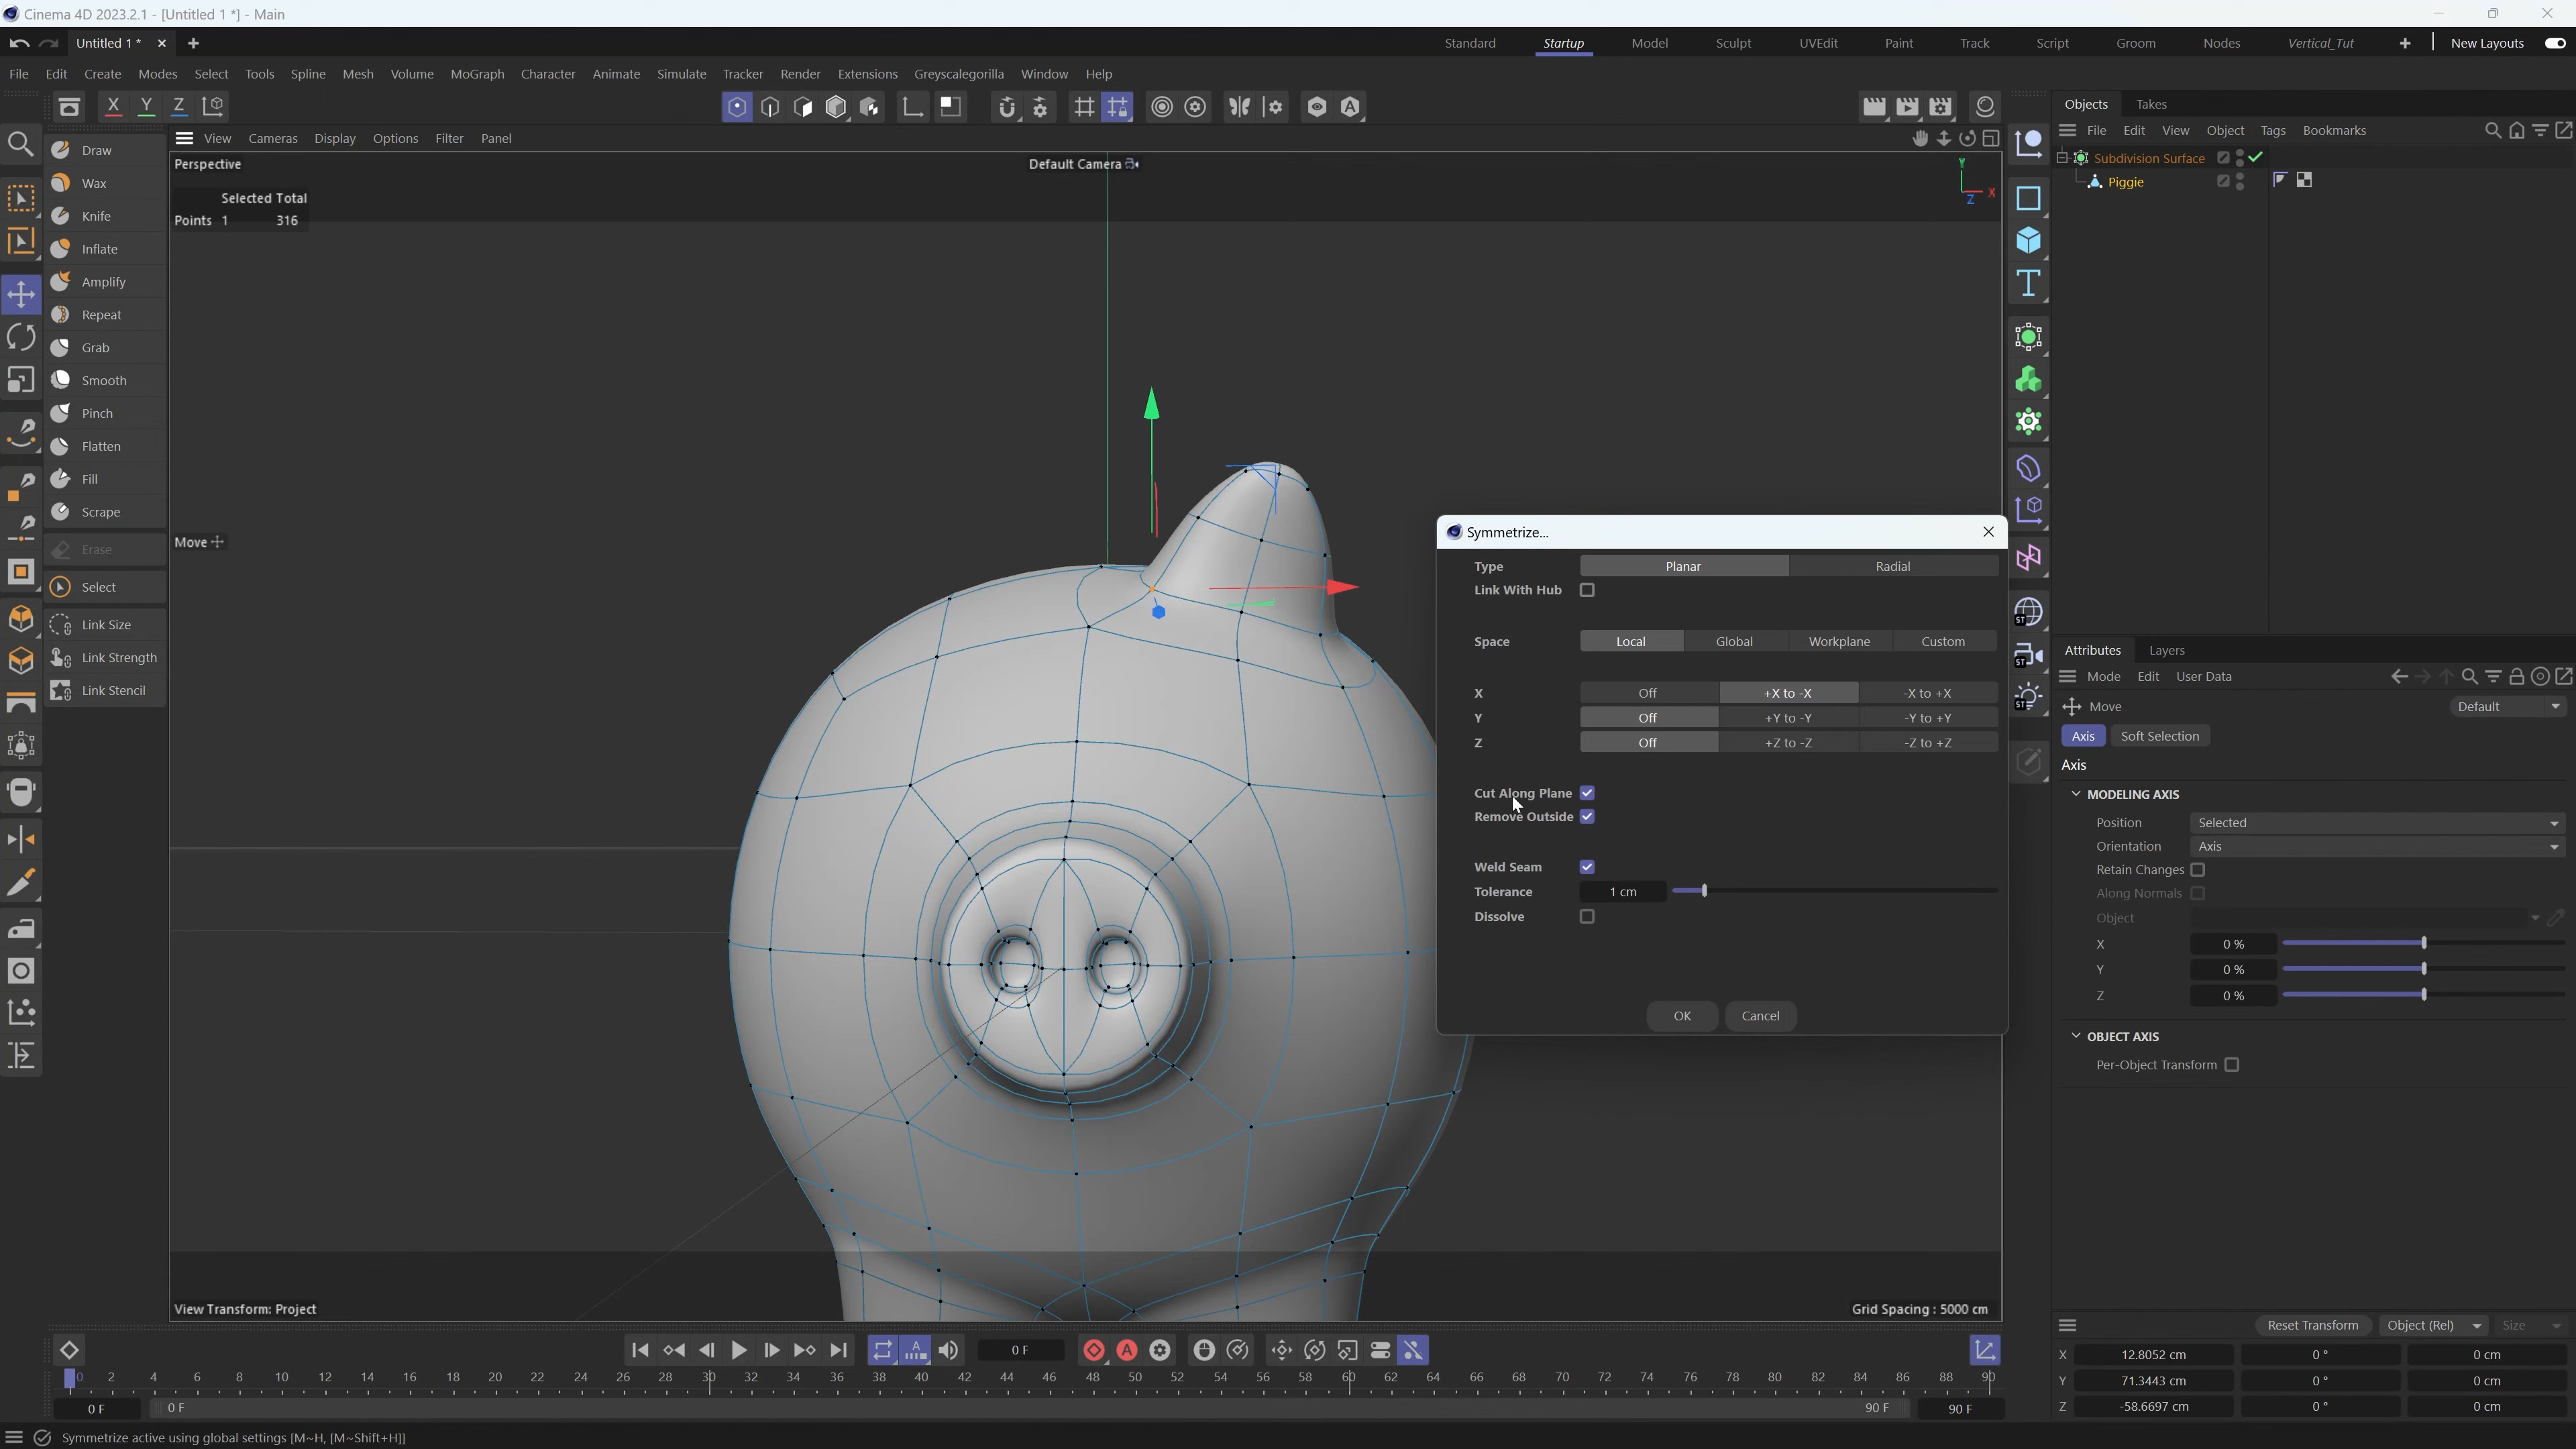 Cinema 4D 2023.2.1 - [Untitled 1 *] - Main
Untitled 1 *
Standard Startup Model Sculpt UVEdit Paint Track Script Groom Nodes Vertical_Tut New Layouts
File Edit Create Modes Select Tools Spline Mesh Volume MoGraph Character Animate Simulate Tracker Render Extensions Greyscalegorilla Window Help
X Y Z
View Cameras Display Options Filter Panel
Perspective
Default Camera
Selected Total
Points 1 316
Y
X
Z
Move
Draw
Wax
Knife
Inflate
Amplify
Repeat
Grab
Smooth
Pinch
Flatten
Fill
Scrape
Erase
Select
Link Size
Link Strength
Link Stencil
Symmetrize...
Type Planar Radial
Link With Hub
Space Local Global Workplane Custom
X Off +X to -X -X to +X
Y Off +Y to -Y -Y to +Y
Z Off +Z to -Z -Z to +Z
Cut Along Plane
Remove Outside
Weld Seam
Tolerance 1 cm
Dissolve
OK Cancel
View Transform: Project
Grid Spacing : 5000 cm
ST
ST
ST
Objects Takes
File Edit View Object Tags Bookmarks
Subdivision Surface
Piggie
Attributes Layers
Mode Edit User Data
Move Default
Axis Soft Selection
Axis
MODELING AXIS
Position Selected
Orientation Axis
Retain Changes
Along Normals
Object
X 0 %
Y 0 %
Z 0 %
OBJECT AXIS
Per-Object Transform
Reset Transform Object (Rel) Size
X 12.8052 cm 0 ° 0 cm
Y 71.3443 cm 0 ° 0 cm
Z -58.6697 cm 0 ° 0 cm
0 F
0 2 4 6 8 10 12 14 16 18 20 22 24 26 28 30 32 34 36 38 40 42 44 46 48 50 52 54 56 58 60 62 64 66 68 70 72 74 76 78 80 82 84 86 88 90
0 F 0 F 90 F 90 F
Symmetrize active using global settings [M~H, [M~Shift+H]]